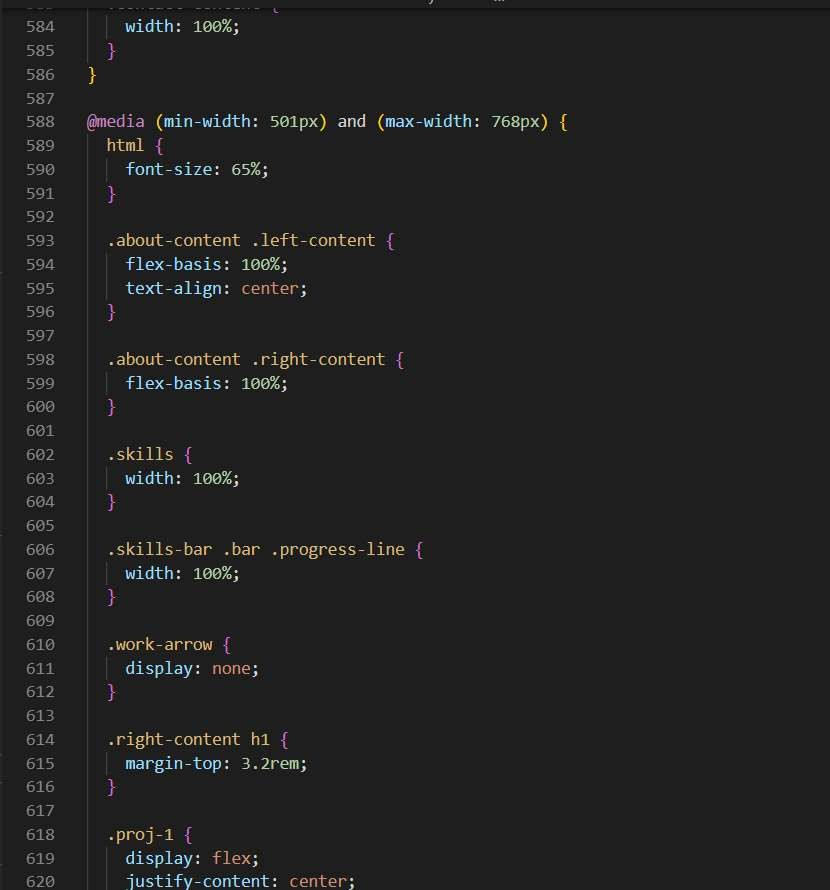 584 width: 100%;
585 }
586 }
587
588 @media (min-width: 501px) and (max-width: 768px) {
589 html {
590 font-size: 65%;
591 }
592
593 .about-content .left-content {
594 flex-basis: 100%;
595 text-align: center;
596 }
597
598 .about-content .right-content {
599 flex-basis: 100%;
600 }
601
602 .skills {
603 width: 100%;
604 }
605
606 .skills-bar .bar .progress-line {
607 width: 100%;
608 }
609
610 .work-arrow {
611 display: none;
612 }
613
614 .right-content h1 {
615 margin-top: 3.2rem;
616 }
617
618 .proj-1 {
619 display: flex;
620 justify-content: center;